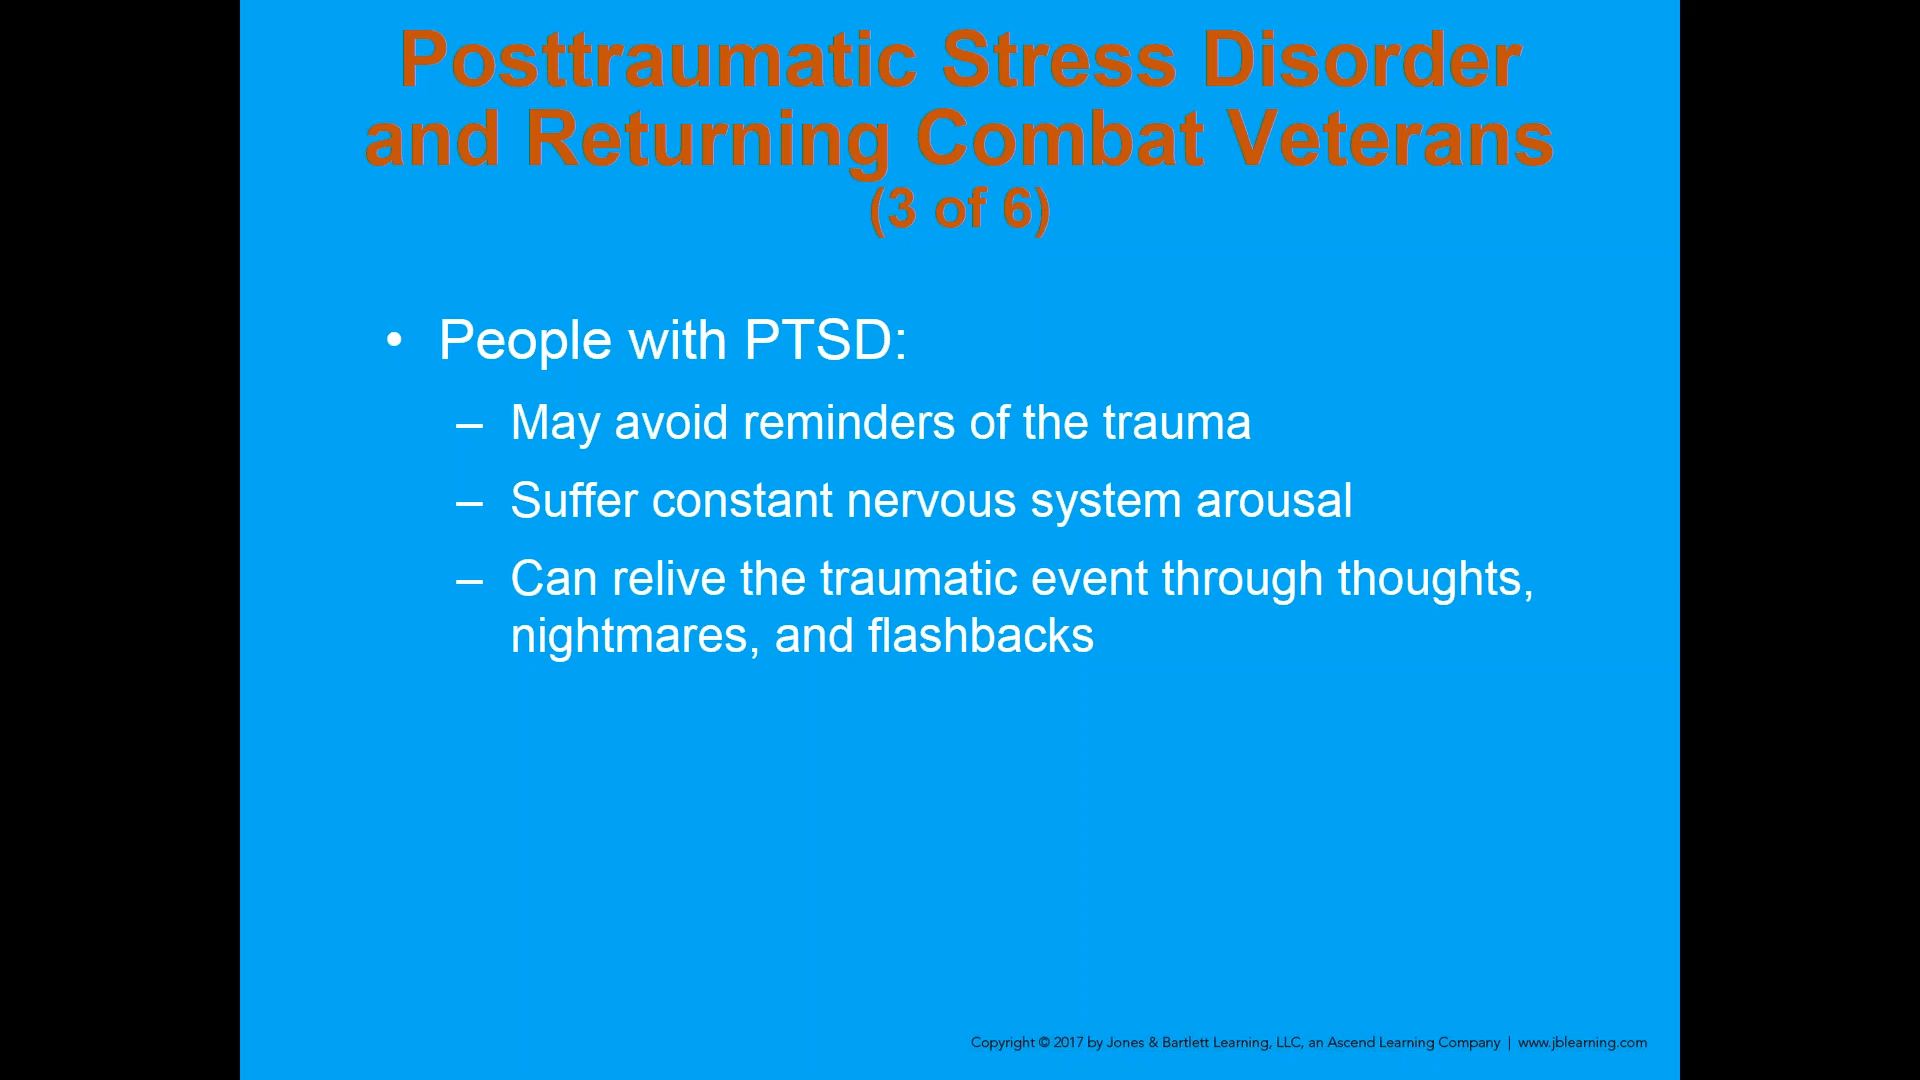 Posttraumatic Stress Disorder
and Returning Combat Veterans
(3 of 6)
• People with PTSD:
– May avoid reminders of the trauma
– Suffer constant nervous system arousal
– Can relive the traumatic event through thoughts,
nightmares, and flashbacks
Copyright © 2017 by Jones & Bartlett Learning, LLC, an Ascend Learning Company | www.jblearning.com